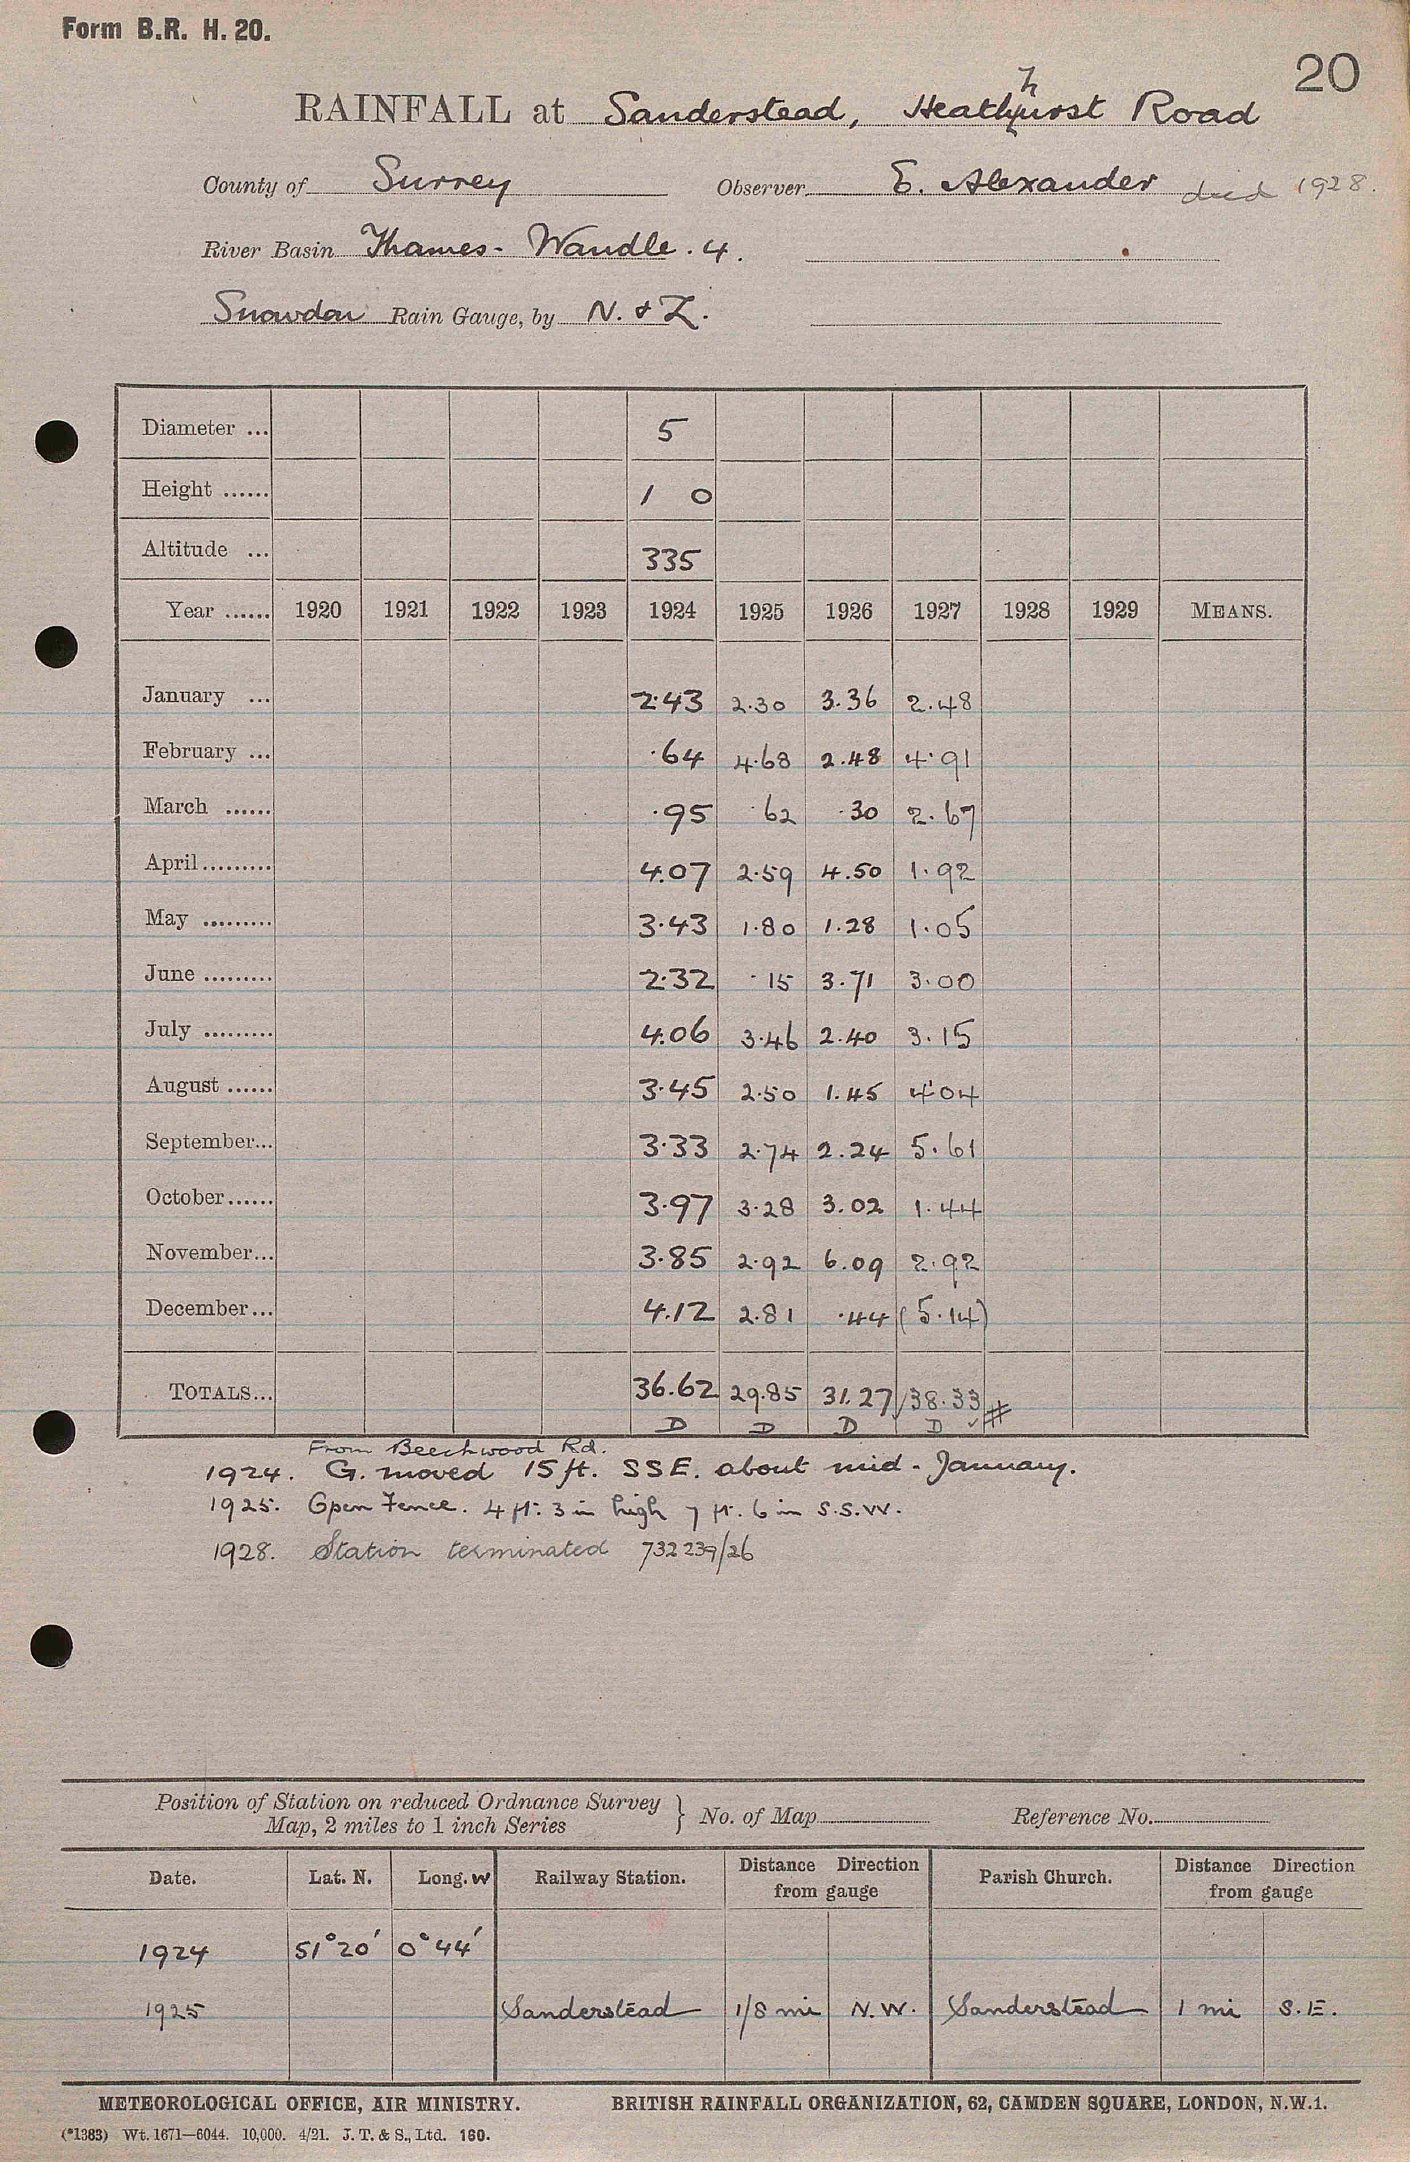 Form B.R. H. 20.
20
RAINFALL at Sanderstead, Heathhurst Road
County of Surrey Observer E. Alexander died 1928.
River Basin Thames - Wandle. 4.
Snowdon Rain Gauge, by N. & Z.
Diameter ... 5
Height ...... 1 0
Altitude ... 335
Year ...... 1920 1921 1922 1923 1924 1925 1926 1927 1928 1929 MEANS.
January ... 2.43 2.30 3.36 2.48
February ... .64 4.68 2.48 4.91
March ...... .95 .62 .30 2.67
April ......... 4.07 2.59 4.50 1.92
May ......... 3.43 1.80 1.28 1.05
June ......... 2.32 .15 3.71 3.00
July ......... 4.06 3.46 2.40 3.15
August ...... 3.45 2.50 1.45 4.04
September... 3.33 2.74 2.24 5.61
October...... 3.97 3.28 3.02 1.44
November... 3.85 2.92 6.09 2.92
December... 4.12 2.81 .44 (5.14)
TOTALS... 36.62 29.85 31.27 38.33 #
D D D D ✓
From Beechwood Rd.
1924. G. moved 15 ft. SSE. about mid-January.
1925. Open Fence. 4 ft. 3 in high 7 ft. 6 in S.S.W.
1928. Station terminated 732239/26
Position of Station on reduced Ordnance Survey Map, 2 miles to 1 inch Series } No. of Map Reference No.
Date. Lat. N. Long. W Railway Station. Distance Direction from gauge Parish Church. Distance Direction from gauge
1924 51°20' 0°44'
1925 Sanderstead 1/8 mi N.W. Sanderstead 1 mi S.E.
METEOROLOGICAL OFFICE, AIR MINISTRY. BRITISH RAINFALL ORGANIZATION, 62, CAMDEN SQUARE, LONDON, N.W.1.
(*1383) Wt. 1671—6044. 10,000. 4/21. J. T. & S., Ltd. 160.